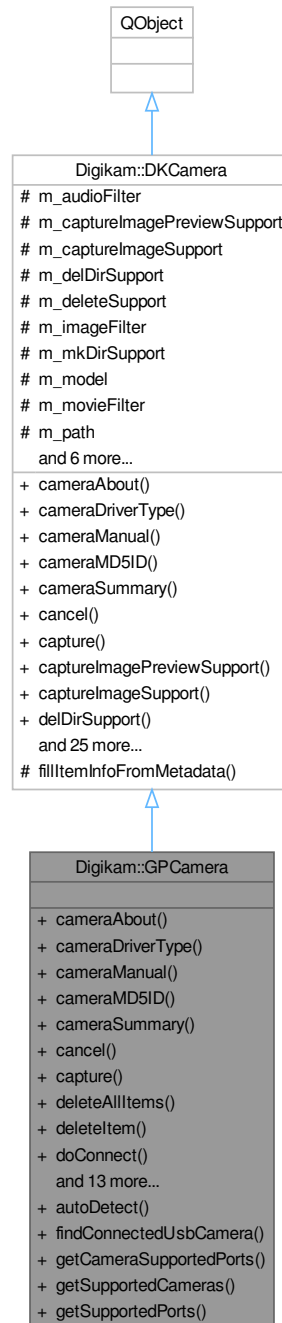 QObject
Digikam::DKCamera
# m_audioFilter
# m_captureImagePreviewSupport
# m_captureImageSupport
# m_delDirSupport
# m_deleteSupport
# m_imageFilter
# m_mkDirSupport
# m_model
# m_movieFilter
# m_path
and 6 more...
+ cameraAbout()
+ cameraDriverType()
+ cameraManual()
+ cameraMD5ID()
+ cameraSummary()
+ cancel()
+ capture()
+ captureImagePreviewSupport()
+ captureImageSupport()
+ delDirSupport()
and 25 more...
# fillItemInfoFromMetadata()
Digikam::GPCamera
+ cameraAbout()
+ cameraDriverType()
+ cameraManual()
+ cameraMD5ID()
+ cameraSummary()
+ cancel()
+ capture()
+ deleteAllItems()
+ deleteItem()
+ doConnect()
and 13 more...
+ autoDetect()
+ findConnectedUsbCamera()
+ getCameraSupportedPorts()
+ getSupportedCameras()
+ getSupportedPorts()